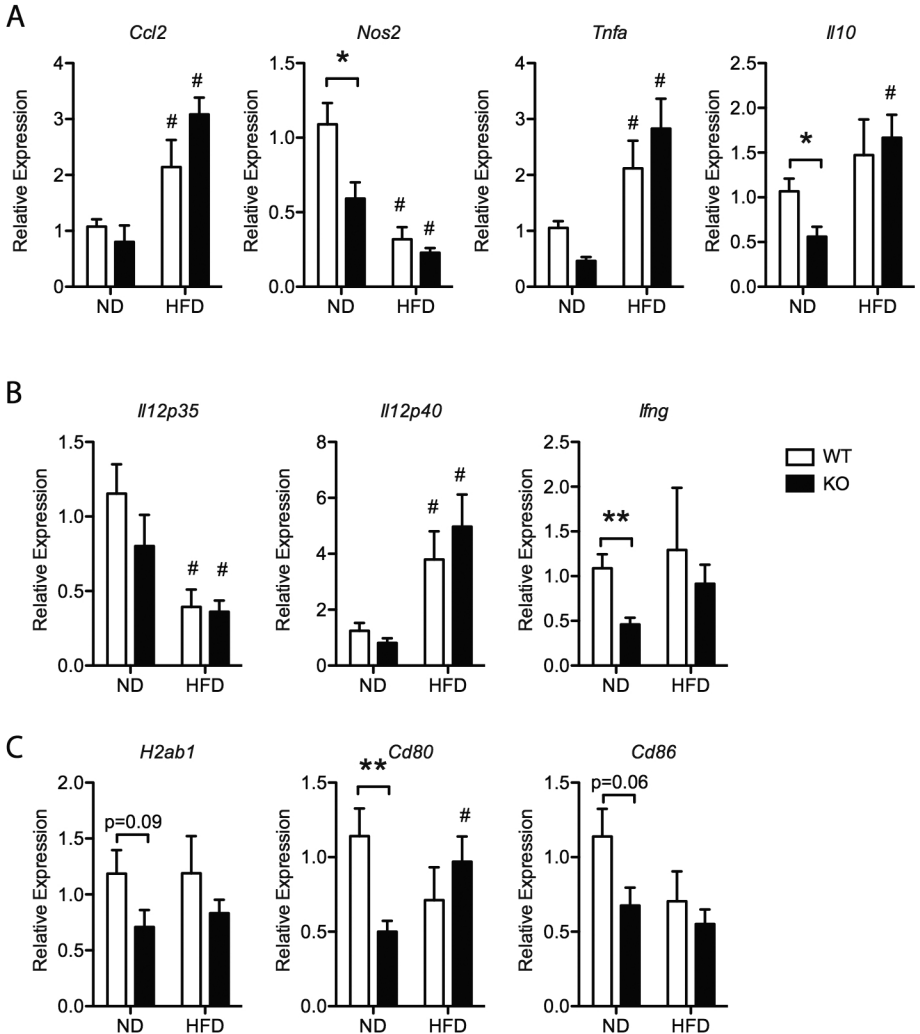 A
Ccl2
Nos2
Tnfa
Il10
Relative Expression
4
3
2
1
0
#
#
ND
HFD
Relative Expression
1.5
1.0
0.5
0.0
*
#
#
ND
HFD
Relative Expression
4
3
2
1
0
#
#
ND
HFD
Relative Expression
2.5
2.0
1.5
1.0
0.5
0.0
*
#
ND
HFD
B
Il12p35
Il12p40
Ifng
Relative Expression
1.5
1.0
0.5
0.0
#
#
ND
HFD
Relative Expression
8
6
4
2
0
#
#
ND
HFD
Relative Expression
2.5
2.0
1.5
1.0
0.5
0.0
**
ND
HFD
WT
KO
C
H2ab1
Cd80
Cd86
Relative Expression
2.0
1.5
1.0
0.5
0.0
p=0.09
ND
HFD
Relative Expression
1.5
1.0
0.5
0.0
**
#
ND
HFD
Relative Expression
1.5
1.0
0.5
0.0
p=0.06
ND
HFD